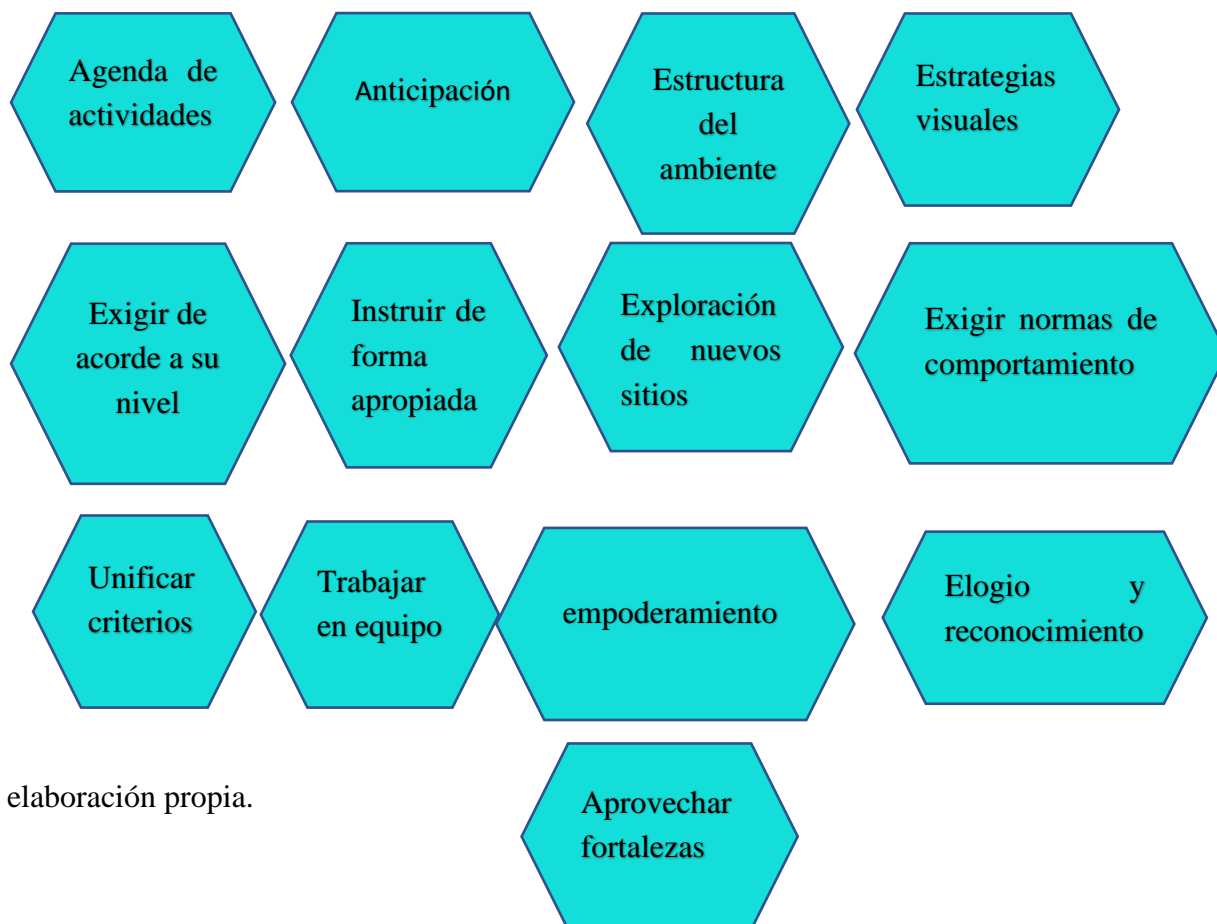 Agenda de
actividades
Anticipación
Estructura
del
ambiente
Estrategias
visuales
Exigir de
acorde a su
nivel
Instruir de
forma
apropiada
Exploración
de nuevos
sitios
Exigir normas de
comportamiento
Unificar
criterios
Trabajar
en equipo
empoderamiento
Elogio y
reconocimiento
elaboración propia.
Aprovechar
fortalezas